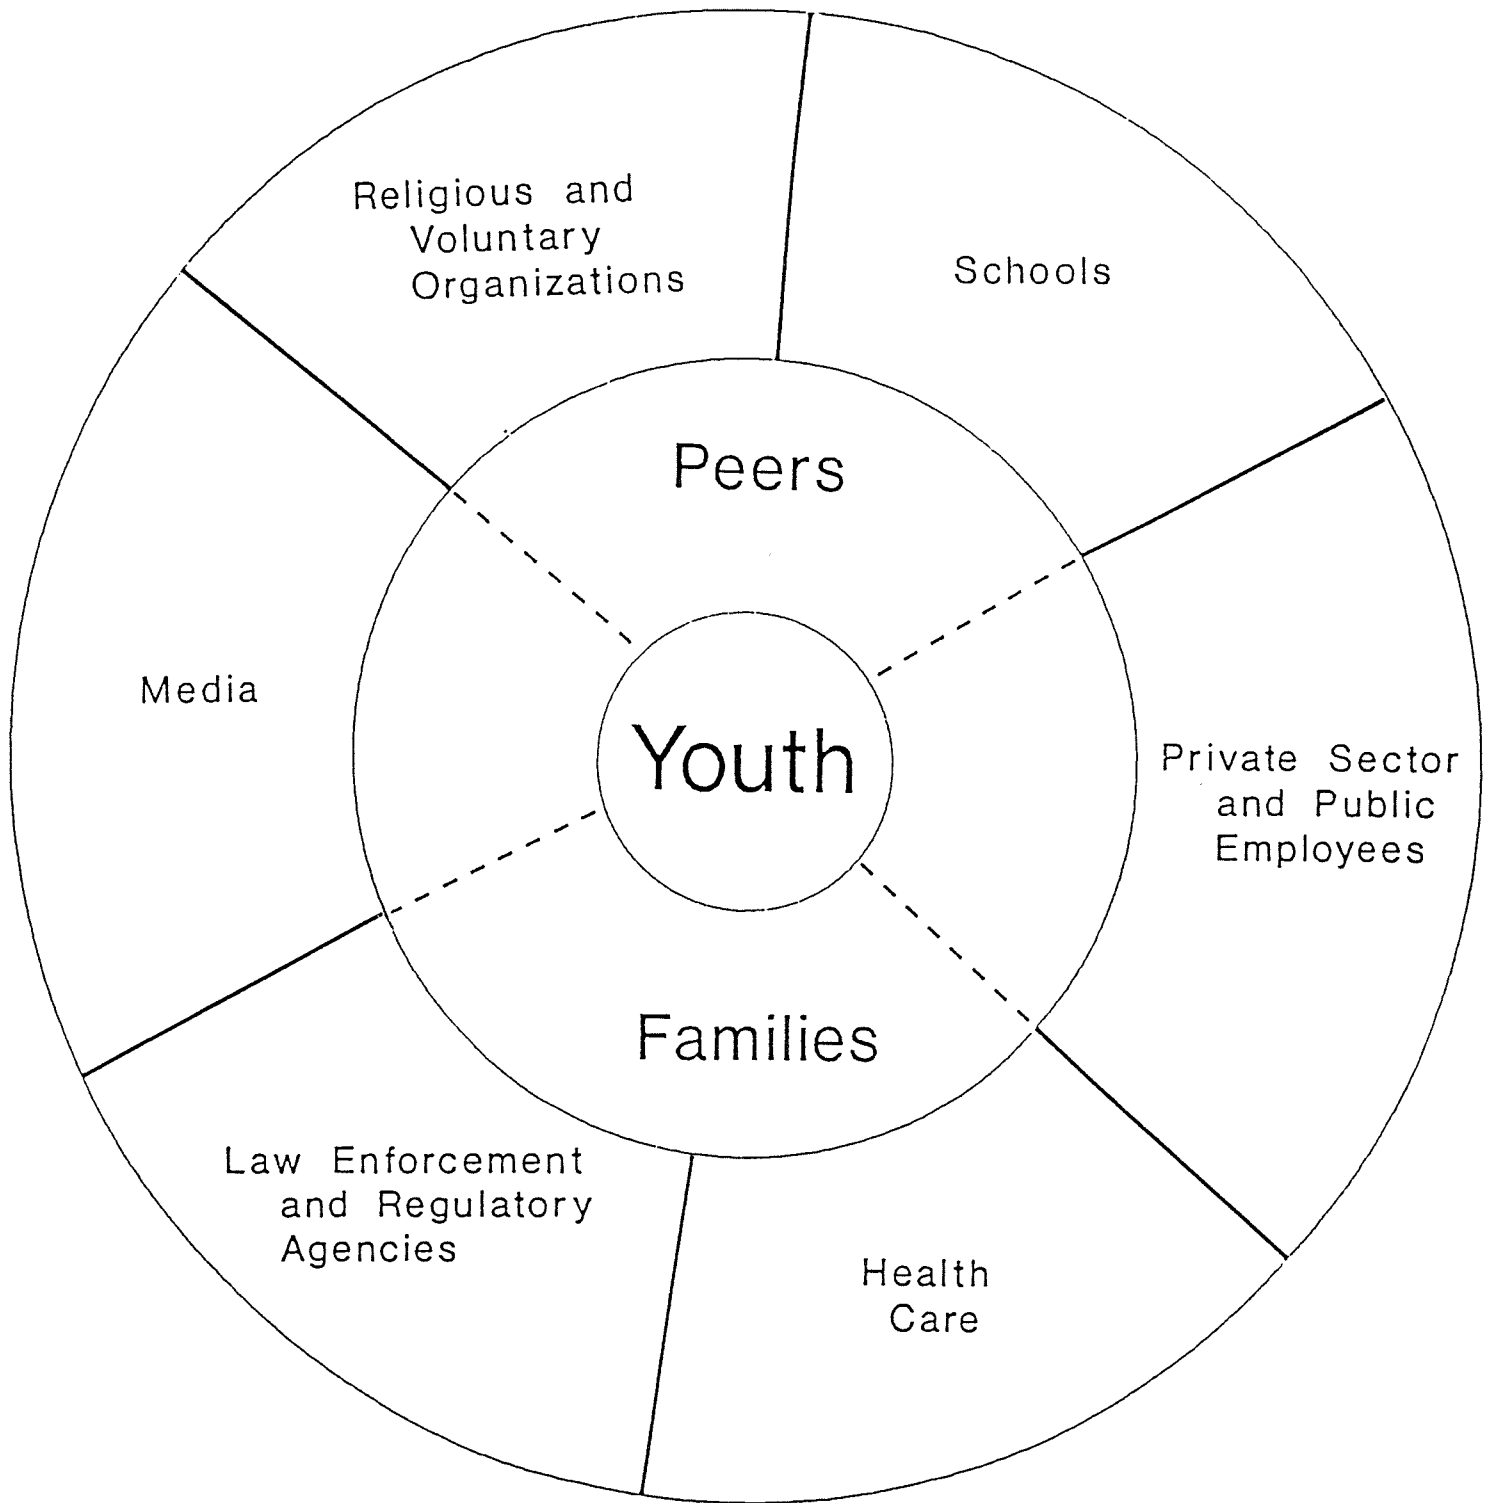 Religious and
Voluntary
Organizations
Schools
Peers
Media
Youth
Private Sector
and Public
Employees
Families
Law Enforcement
and Regulatory
Agencies
Health
Care